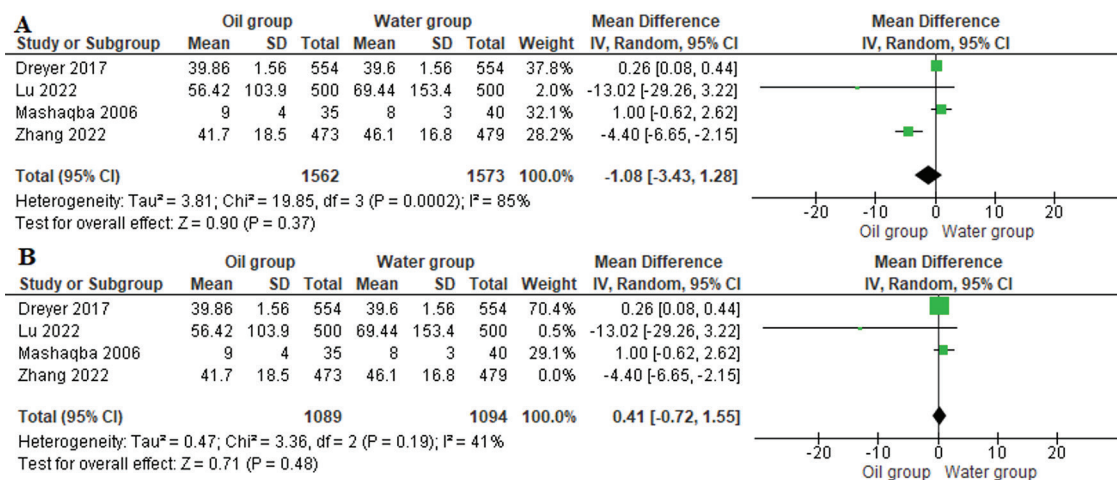 A
Oil group Water group Mean Difference Mean Difference
Study or Subgroup Mean SD Total Mean SD Total Weight IV, Random, 95% CI IV, Random, 95% CI
Dreyer 2017 39.86 1.56 554 39.6 1.56 554 37.8% 0.26 [0.08, 0.44]
Lu 2022 56.42 103.9 500 69.44 153.4 500 2.0% -13.02 [-29.26, 3.22]
Mashaqba 2006 9 4 35 8 3 40 32.1% 1.00 [-0.62, 2.62]
Zhang 2022 41.7 18.5 473 46.1 16.8 479 28.2% -4.40 [-6.65, -2.15]
Total (95% CI) 1562 1573 100.0% -1.08 [-3.43, 1.28]
Heterogeneity: Tau² = 3.81; Chi² = 19.85, df = 3 (P = 0.0002); I² = 85%
Test for overall effect: Z = 0.90 (P = 0.37)
-20 -10 0 10 20
Oil group Water group
B
Oil group Water group Mean Difference Mean Difference
Study or Subgroup Mean SD Total Mean SD Total Weight IV, Random, 95% CI IV, Random, 95% CI
Dreyer 2017 39.86 1.56 554 39.6 1.56 554 70.4% 0.26 [0.08, 0.44]
Lu 2022 56.42 103.9 500 69.44 153.4 500 0.5% -13.02 [-29.26, 3.22]
Mashaqba 2006 9 4 35 8 3 40 29.1% 1.00 [-0.62, 2.62]
Zhang 2022 41.7 18.5 473 46.1 16.8 479 0.0% -4.40 [-6.65, -2.15]
Total (95% CI) 1089 1094 100.0% 0.41 [-0.72, 1.55]
Heterogeneity: Tau² = 0.47; Chi² = 3.36, df = 2 (P = 0.19); I² = 41%
Test for overall effect: Z = 0.71 (P = 0.48)
-20 -10 0 10 20
Oil group Water group